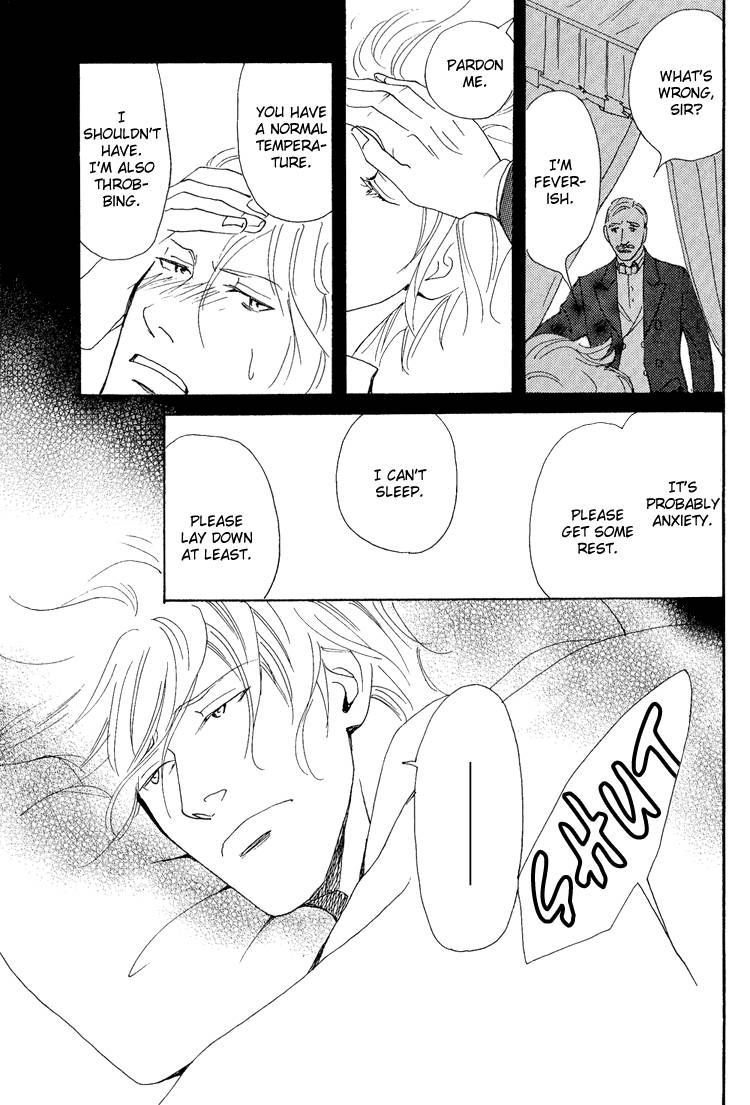 WHAT'S
WRONG,
SIR?
I'M
FEVER-
ISH.
PARDON
ME.
YOU HAVE
A NORMAL
TEMPERA-
TURE.
I
SHOULDN'T
HAVE.
I'M ALSO
THROB-
BING.
IT'S
PROBABLY
ANXIETY.
PLEASE
GET SOME
REST.
I CAN'T
SLEEP.
PLEASE
LAY DOWN
AT LEAST.
SHUT
—